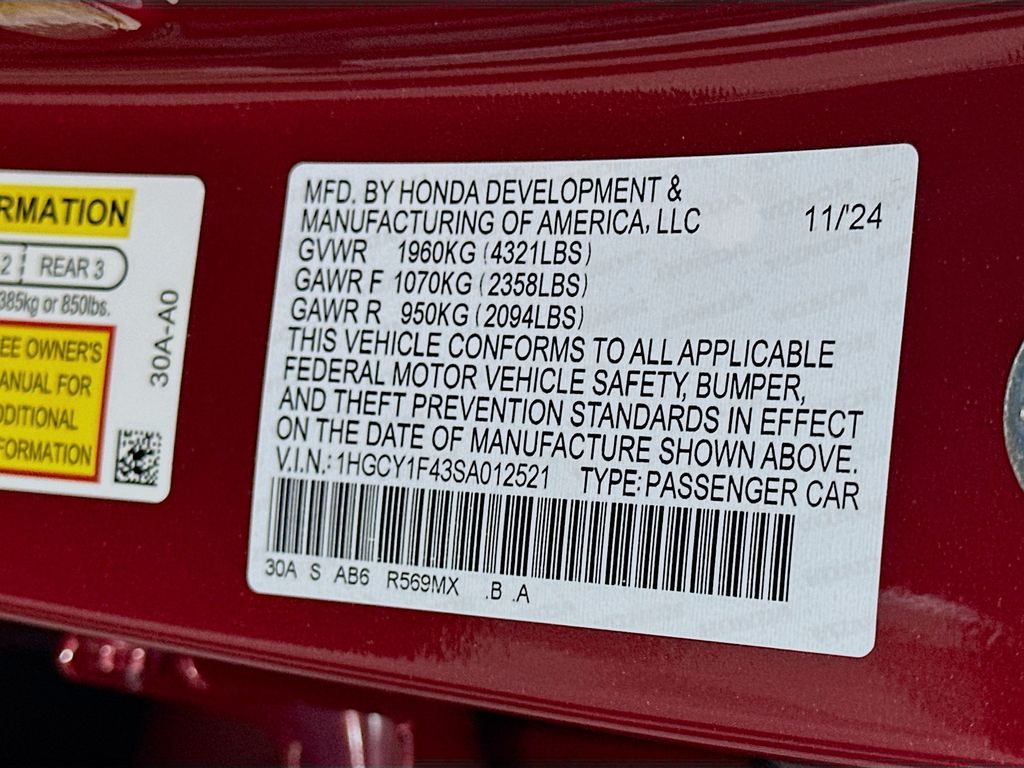 RMATION
2 REAR 3
385kg or 850lbs.
EE OWNER'S
ANUAL FOR
DDITIONAL
FORMATION
30A-A0
MFD. BY HONDA DEVELOPMENT &
MANUFACTURING OF AMERICA, LLC 11/'24
GVWR 1960KG (4321LBS)
GAWR F 1070KG (2358LBS)
GAWR R 950KG (2094LBS)
THIS VEHICLE CONFORMS TO ALL APPLICABLE
FEDERAL MOTOR VEHICLE SAFETY, BUMPER,
AND THEFT PREVENTION STANDARDS IN EFFECT
ON THE DATE OF MANUFACTURE SHOWN ABOVE.
V.I.N.: 1HGCY1F43SA012521 TYPE: PASSENGER CAR
30A S AB6 R569MX .B .A